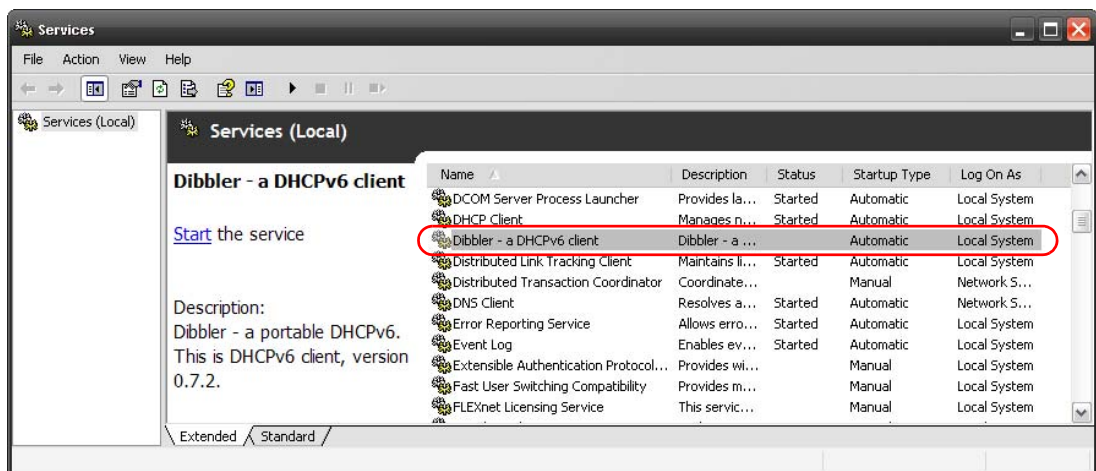 Services
File Action View Help
Services (Local)
Services (Local)
Dibbler - a DHCPv6 client
Start the service
Description:
Dibbler - a portable DHCPv6.
This is DHCPv6 client, version
0.7.2.
Name Description Status Startup Type Log On As
DCOM Server Process Launcher Provides la... Started Automatic Local System
DHCP Client Manages n... Started Automatic Local System
Dibbler - a DHCPv6 client Dibbler - a ... Automatic Local System
Distributed Link Tracking Client Maintains li... Started Automatic Local System
Distributed Transaction Coordinator Coordinate... Manual Network S...
DNS Client Resolves a... Started Automatic Network S...
Error Reporting Service Allows erro... Started Automatic Local System
Event Log Enables ev... Started Automatic Local System
Extensible Authentication Protocol... Provides wi... Manual Local System
Fast User Switching Compatibility Provides m... Manual Local System
FLEXnet Licensing Service This servic... Manual Local System
Extended Standard